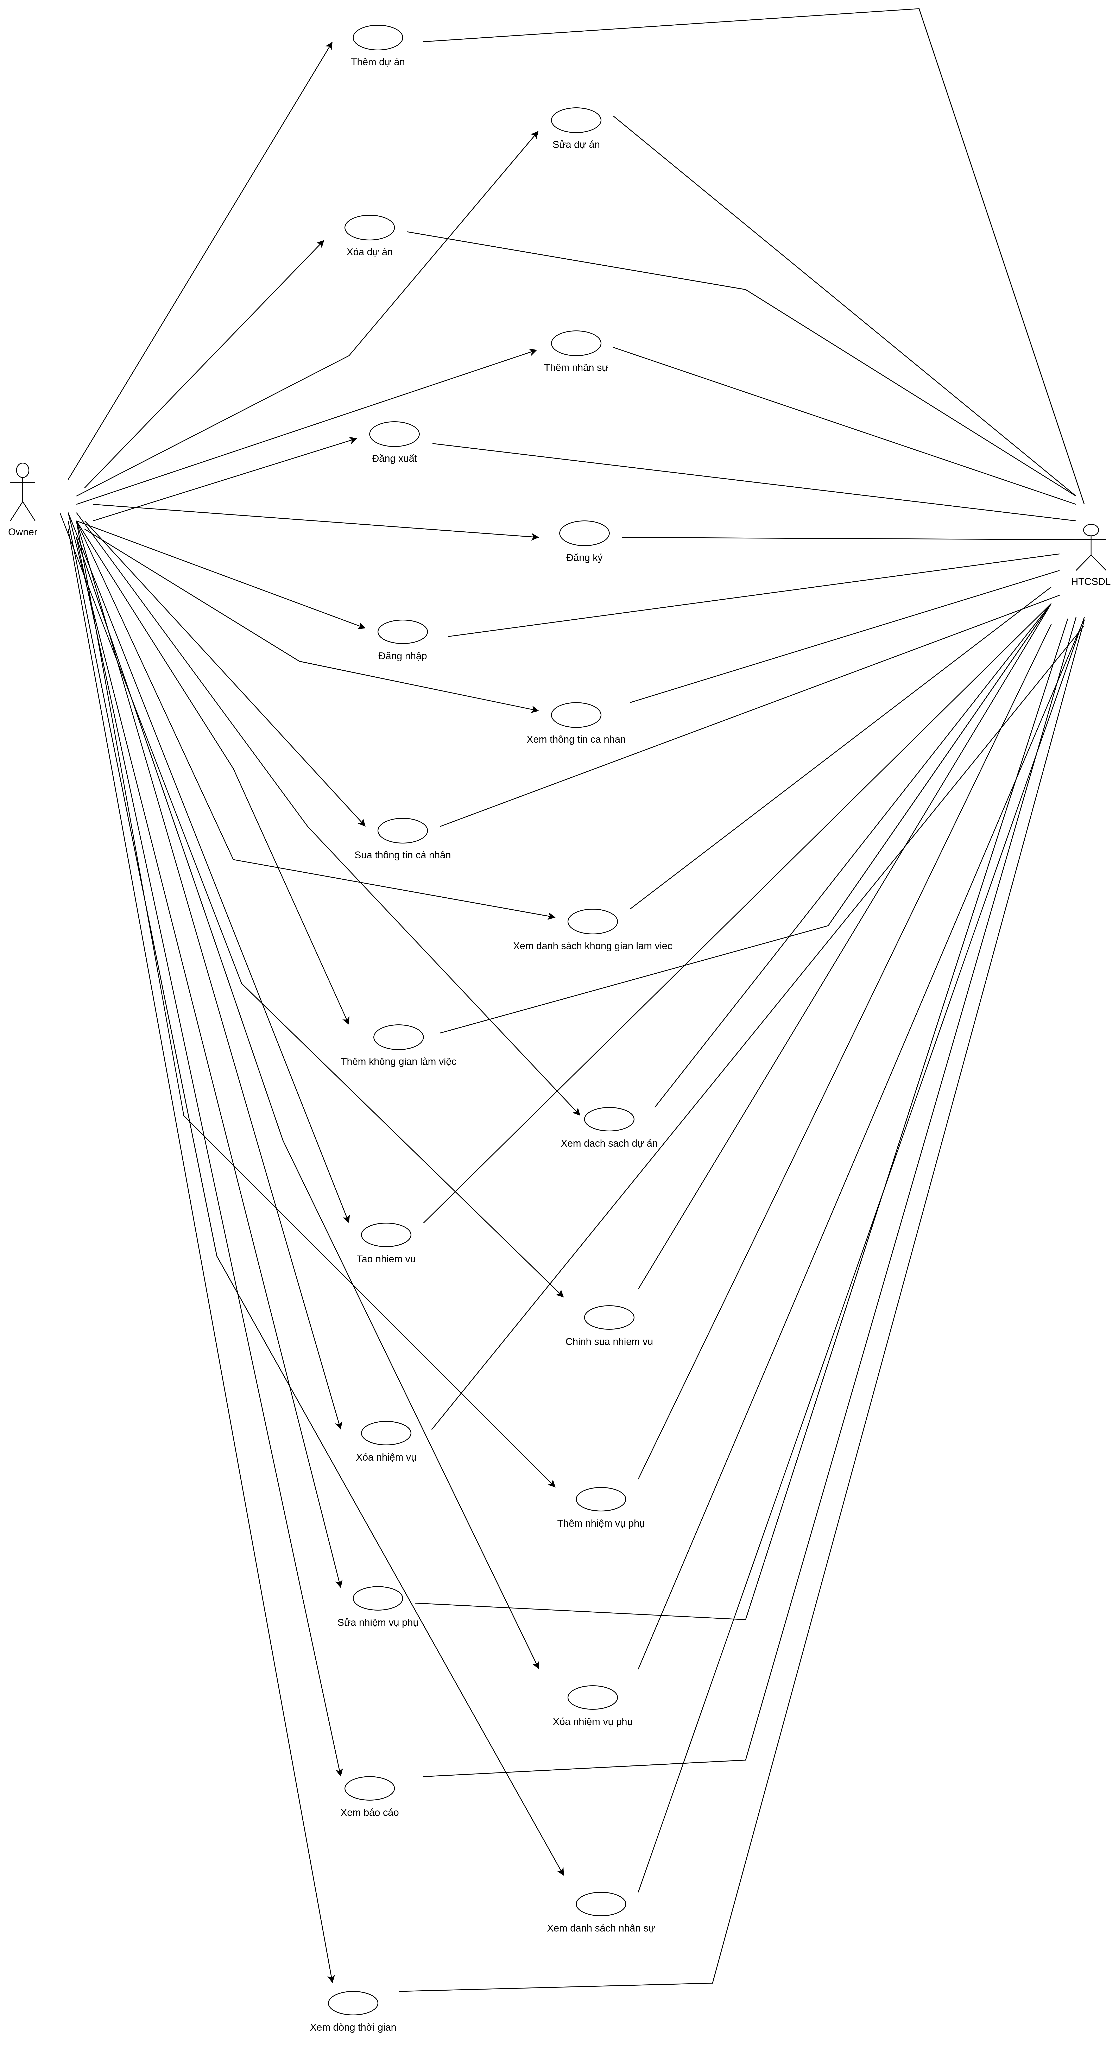 Thêm dự án
Sửa dự án
Xóa dự án
Thêm nhân sự
Đăng xuất
Owner
Đăng ký
HTCSDL
Đăng nhập
Xem thông tin cá nhân
Sửa thông tin cá nhân
Xem danh sách không gian làm việc
Thêm không gian làm việc
Xem dach sach dự án
Tạo nhiệm vụ
Chỉnh sửa nhiệm vụ
Xóa nhiệm vụ
Thêm nhiệm vụ phụ
Sửa nhiệm vụ phụ
Xóa nhiệm vụ phụ
Xem báo cáo
Xem danh sách nhân sự
Xem dòng thời gian